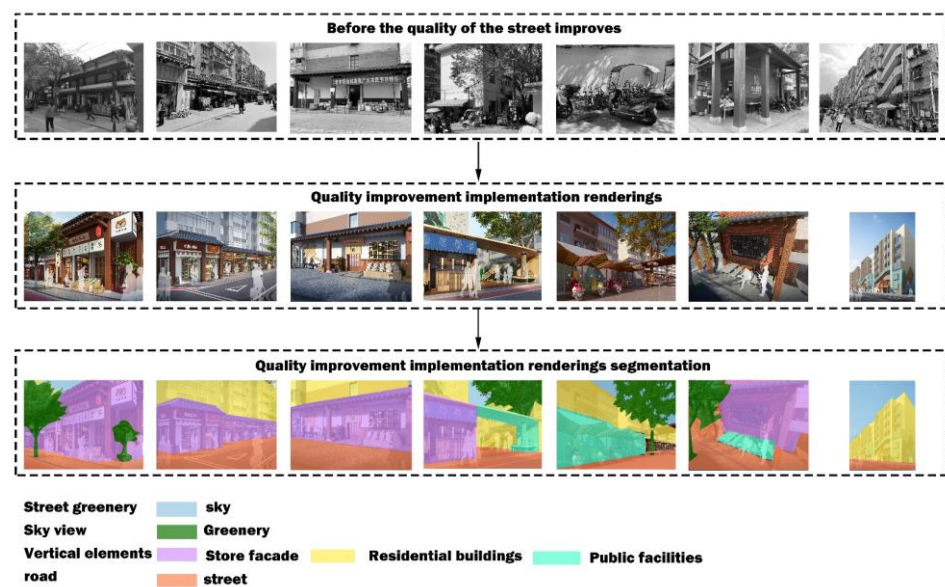 Before the quality of the street improves
Quality improvement implementation renderings
Quality improvement implementation renderings segmentation
Street greenery sky
Sky view Greenery
Vertical elements Store facade Residential buildings Public facilities
road street